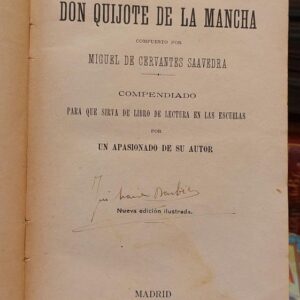 DON QUIJOTE DE LA MANCHA
COMPUESTO POR
MIGUEL DE CERVANTES SAAVEDRA
COMPENDIADO
PARA QUE SIRVA DE LIBRO DE LECTURA EN LAS ESCUELAS
POR
UN APASIONADO DE SU AUTOR
Nueva edición ilustrada.
MADRID